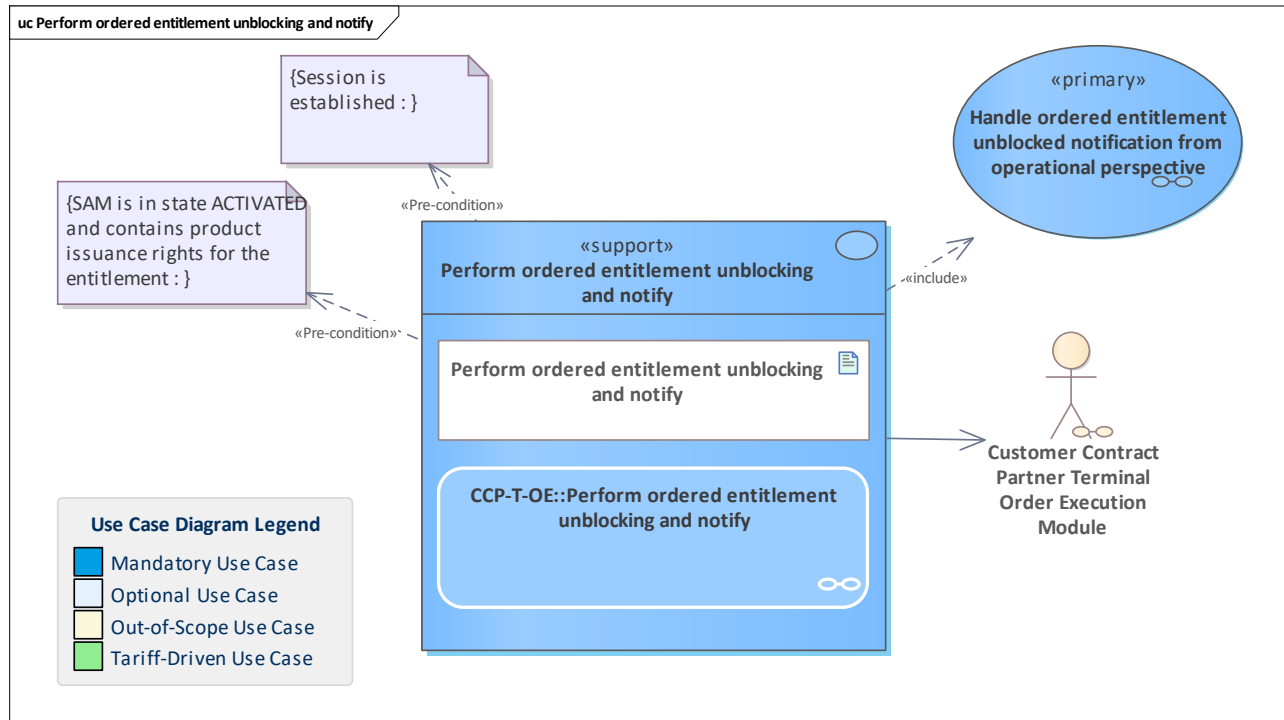 uc Perform ordered entitlement unblocking and notify
{Session is
established : }
«primary»
Handle ordered entitlement
unblocked notification from
operational perspective
{SAM is in state ACTIVATED
and contains product
issuance rights for the
entitlement : }
«Pre-condition»
«support»
Perform ordered entitlement unblocking
and notify
«include»
«Pre-condition»
Perform ordered entitlement unblocking
and notify
Customer Contract
Partner Terminal
Order Execution
Module
CCP-T-OE::Perform ordered entitlement
unblocking and notify
Use Case Diagram Legend
Mandatory Use Case
Optional Use Case
Out-of-Scope Use Case
Tariff-Driven Use Case